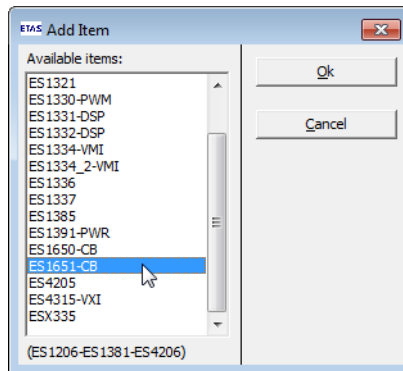 ETAS Add Item
Available items:
ES1321
ES1330-PWM
ES1331-DSP
ES1332-DSP
ES1334-VMI
ES1334_2-VMI
ES1336
ES1337
ES1385
ES1391-PWR
ES1650-CB
ES1651-CB
ES4205
ES4315-VXI
ESX335
(ES1206-ES1381-ES4206)
Ok
Cancel